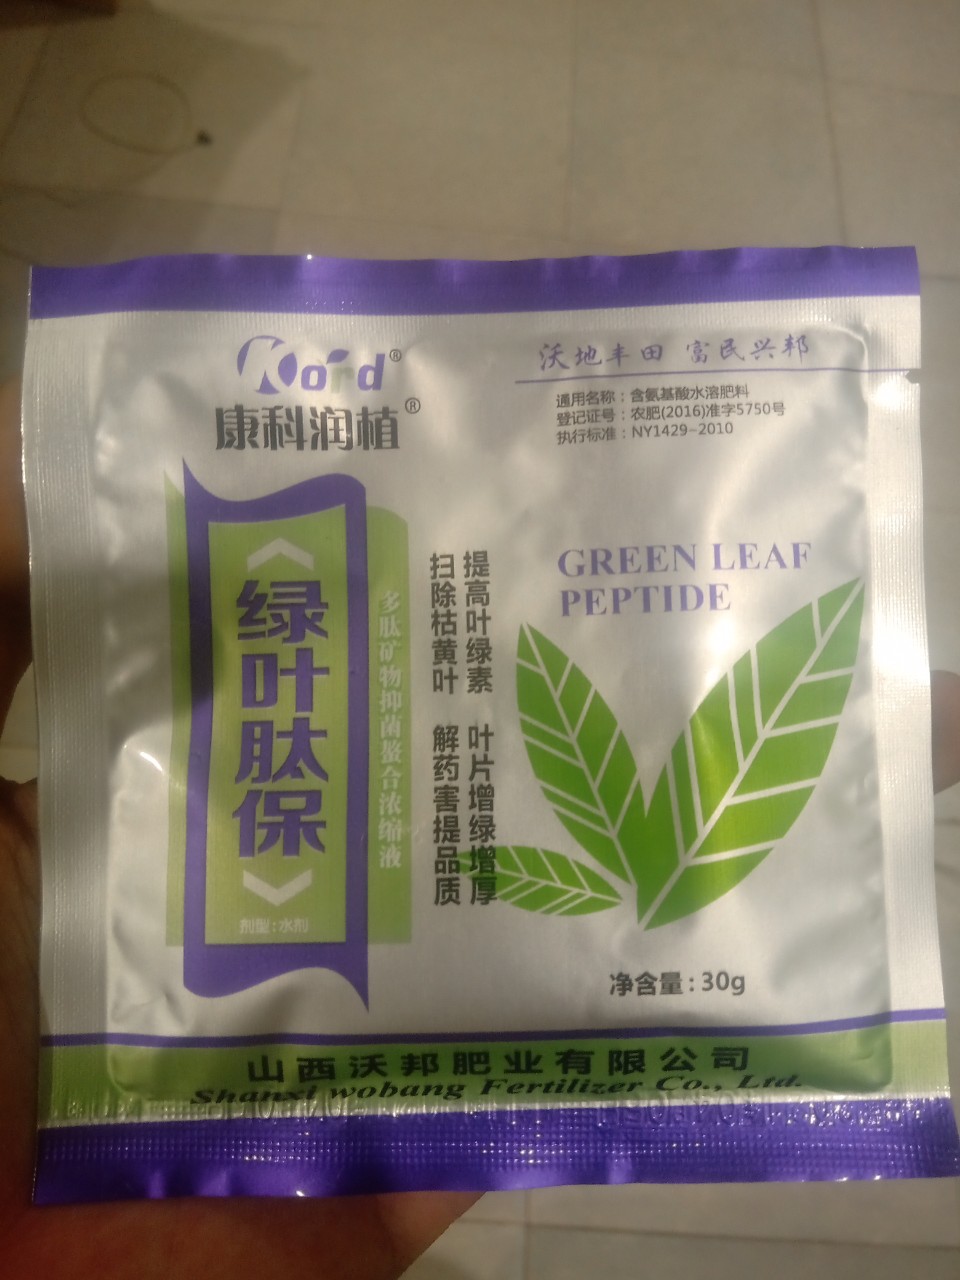 Kord®
康科润植®
沃地丰田 富民兴邦
通用名称：含氨基酸水溶肥料
登记证号：农肥(2016)准字5750号
执行标准：NY1429-2010
绿叶肽保
剂型：水剂
多肽矿物抑菌螯合浓缩液
提高叶绿素 叶片增绿增厚
扫除枯黄叶 解药害提品质
GREEN LEAF
PEPTIDE
净含量：30g
山西沃邦肥业有限公司
Shanxi wobang Fertilizer Co., Ltd.